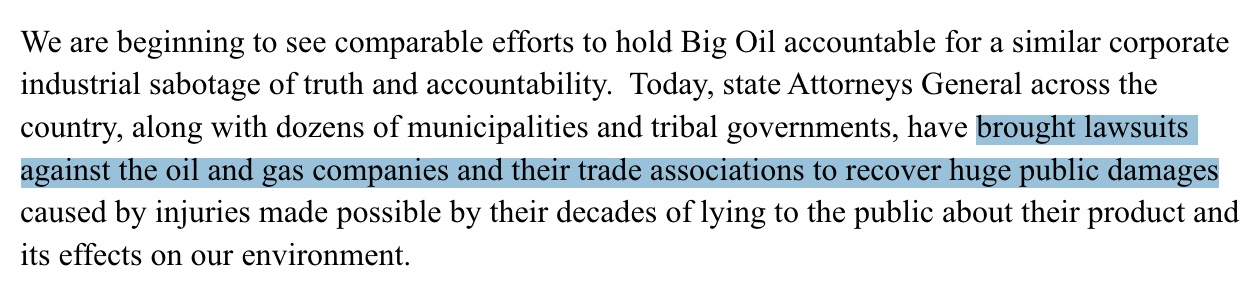 We are beginning to see comparable efforts to hold Big Oil accountable for a similar corporate
industrial sabotage of truth and accountability.  Today, state Attorneys General across the
country, along with dozens of municipalities and tribal governments, have brought lawsuits
against the oil and gas companies and their trade associations to recover huge public damages
caused by injuries made possible by their decades of lying to the public about their product and
its effects on our environment.